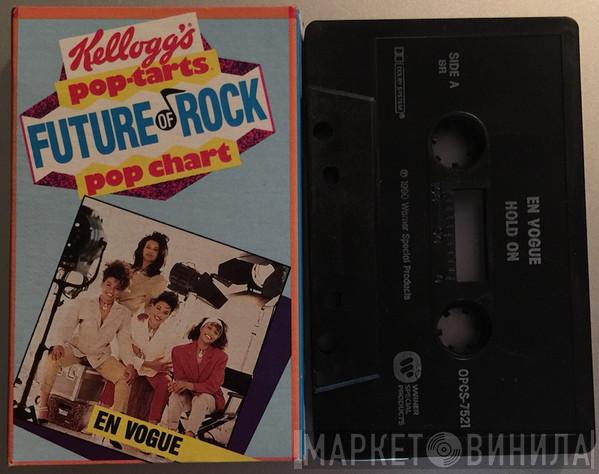 Kellogg's
pop-tarts
FUTURE OF ROCK
pop chart
EN VOGUE
DOLBY SYSTEM
SIDE A
SR
℗ 1990 Warner Special Products
EN VOGUE
HOLD ON
WARNER
SPECIAL
PRODUCTS
OPCS-7521
МАРКЕТ ВИНИЛА